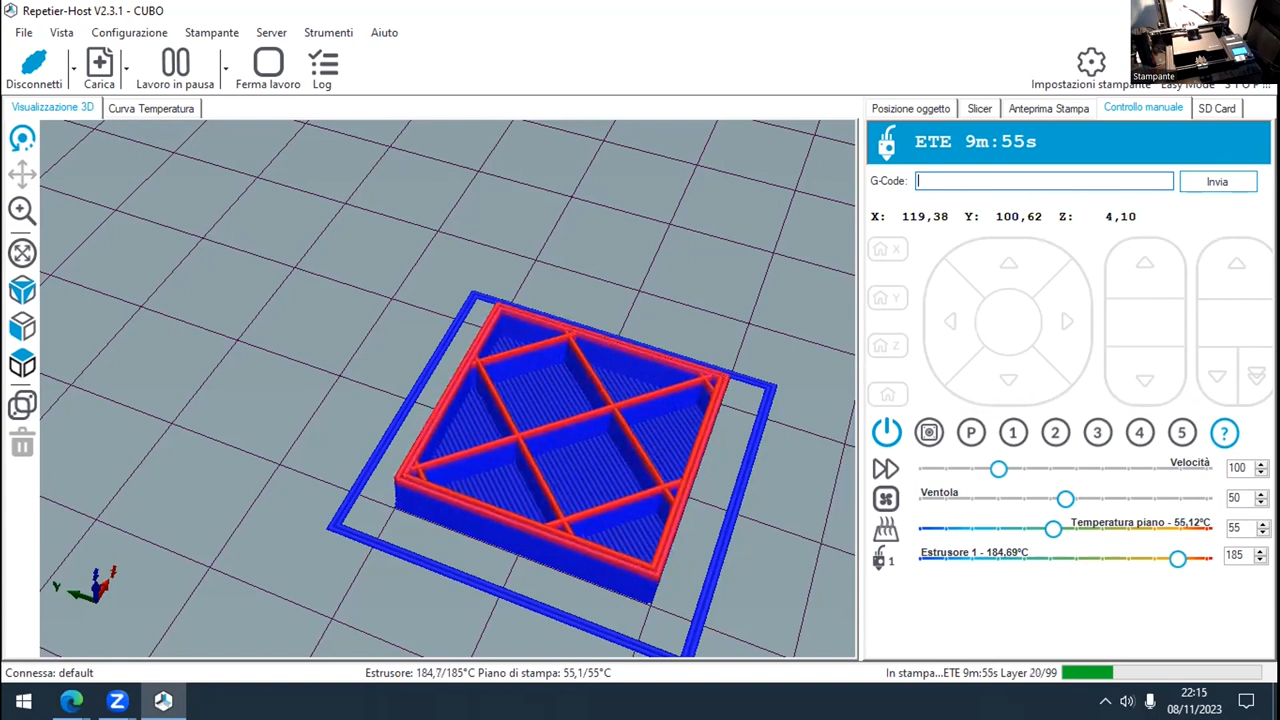 Repetier-Host V2.3.1 - CUBO
File Vista Configurazione Stampante Server Strumenti Aiuto
Stampante
Disconnetti Carica Lavoro in pausa Ferma lavoro Log Impostazioni stampante Easy Mode
Visualizzazione 3D Curva Temperatura
Posizione oggetto Slicer Anteprima Stampa Controllo manuale SD Card
ETE 9m:55s
G-Code: Invia
X: 119,38 Y: 100,62 Z: 4,10
X
Y
Z
P 1 2 3 4 5 ?
Velocità 100
Ventola 50
Temperatura piano - 55,12°C 55
1 Estrusore 1 - 184,69°C 185
Y
Connessa: default Estrusore: 184,7/185°C Piano di stampa: 55,1/55°C In stampa...ETE 9m:55s Layer 20/99
Z
22:15
08/11/2023